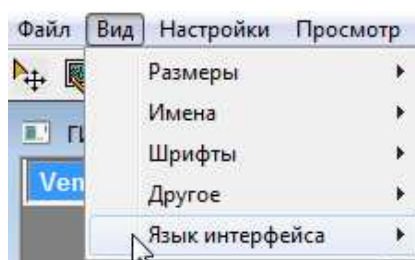 Файл Вид Настройки Просмотр
Размеры
Имена
Шрифты
Другое
Язык интерфейса